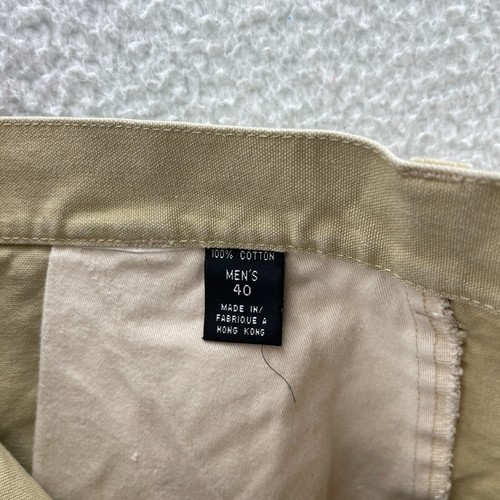 100% COTTON
MEN'S
40
MADE IN/
FABRIQUE A
HONG KONG